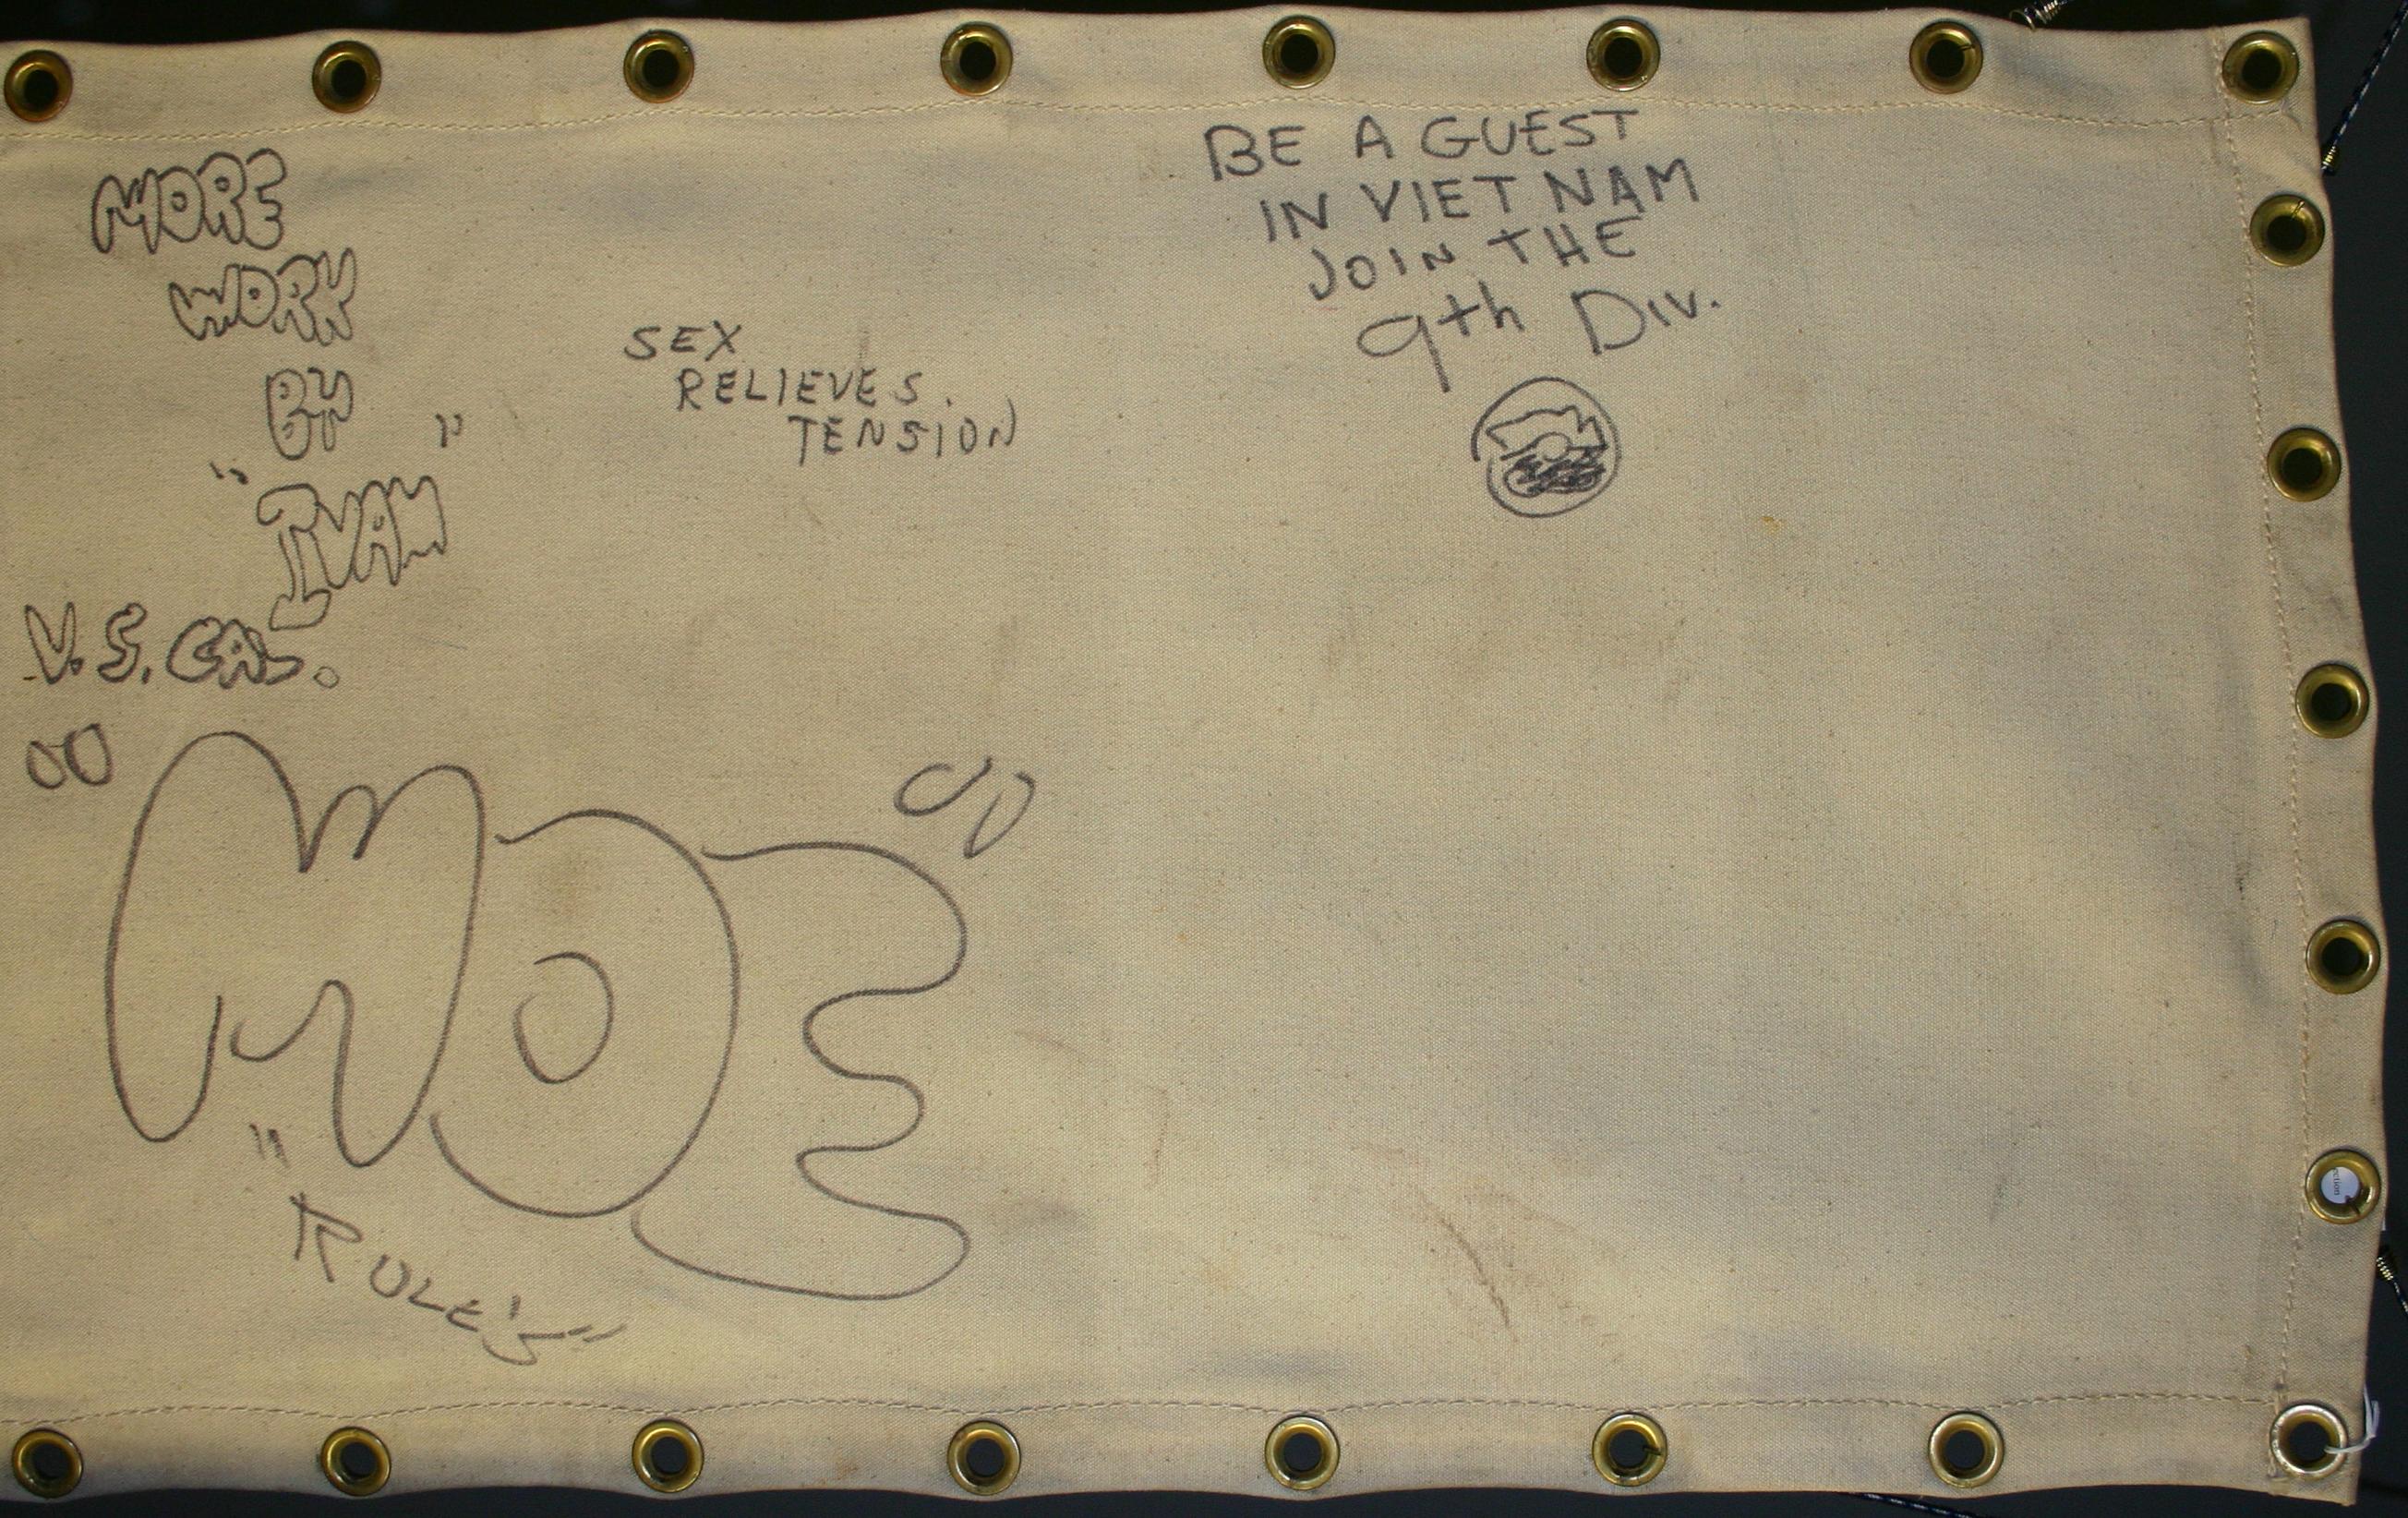 MORE
WORK
BY
"IVAN"
V.S. CAL.
"MOE"
"RULE'S"
SEX
RELIEVES
TENSION
BE A GUEST
IN VIET NAM
JOIN THE
9th DIV.